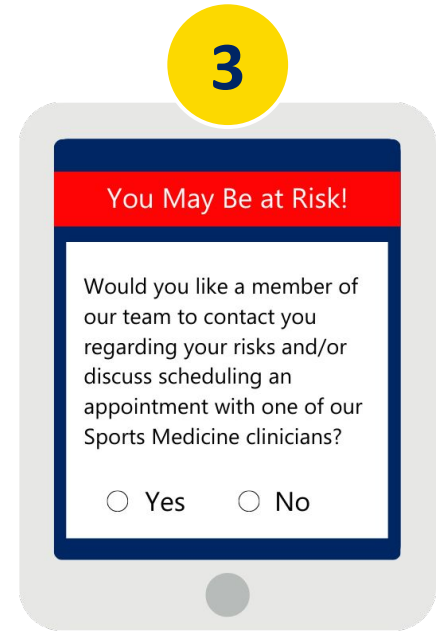 3
You May Be at Risk!
Would you like a member of
our team to contact you
regarding your risks and/or
discuss scheduling an
appointment with one of our
Sports Medicine clinicians?
Yes No